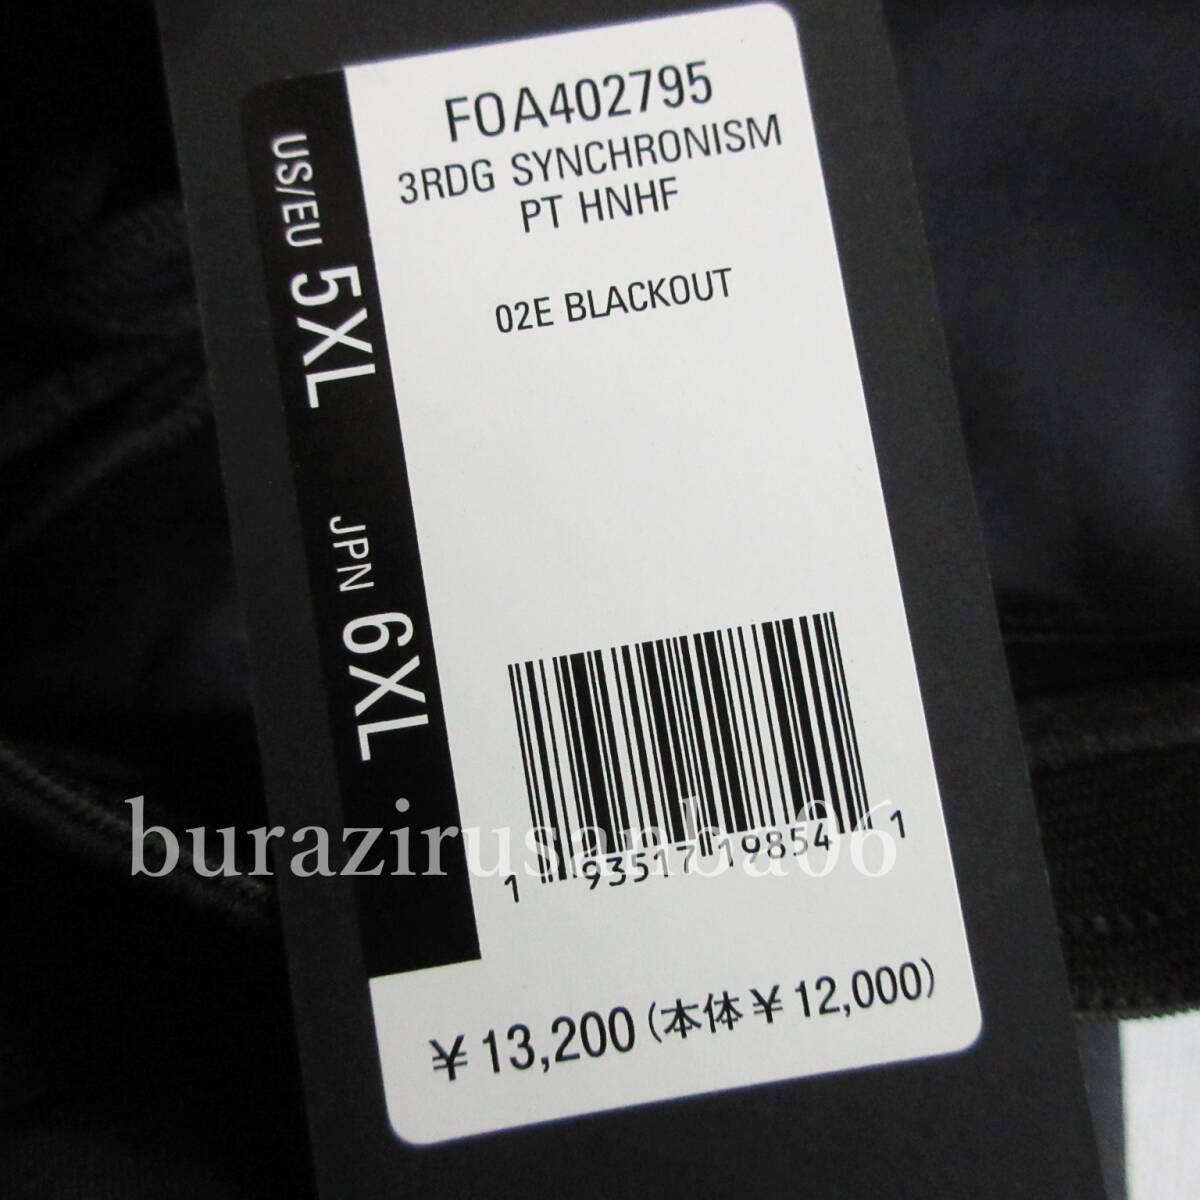 FOA402795
3RDG SYNCHRONISM
PT HNHF
02E BLACKOUT
US/EU 5XL
JPN 6XL
1 93517 19854 1
burazirusanba06
¥13,200(本体¥12,000)